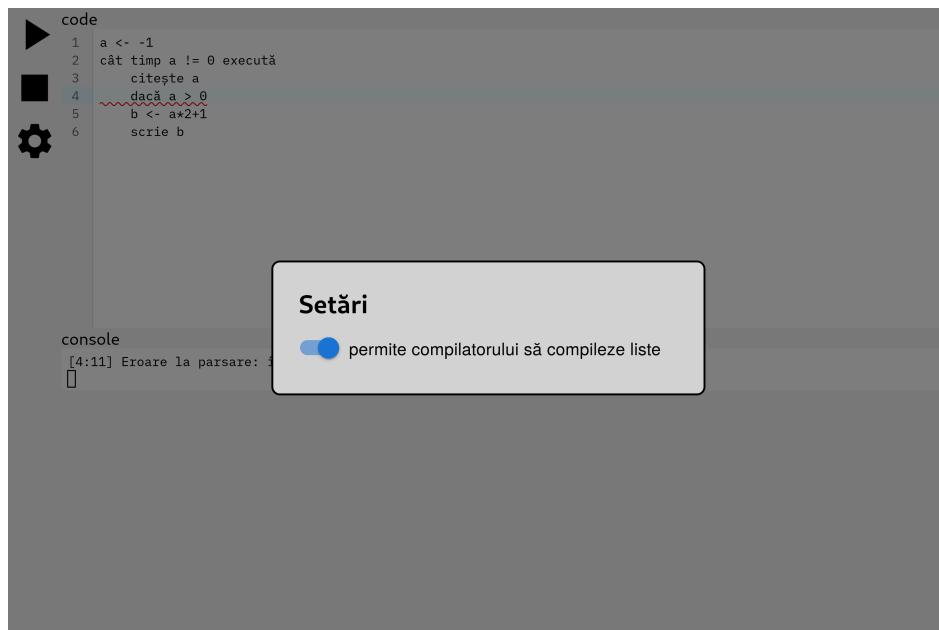 code
1 a <- -1
2 cât timp a != 0 execută
3     citește a
4     dacă a > 0
5     b <- a*2+1
6     scrie b
Setări
permite compilatorului să compileze liste
console
[4:11] Eroare la parsare: